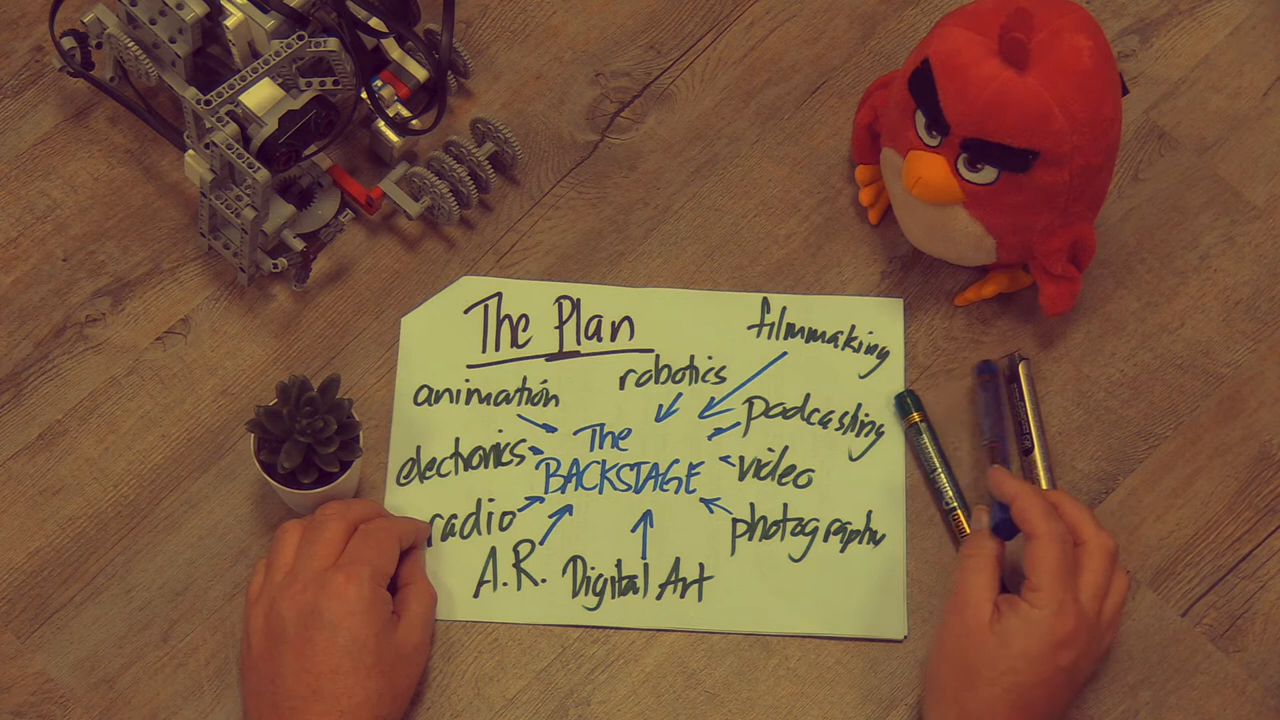 The Plan
filmmaking
robotics
animation
podcasting
The
BACKSTAGE
electronics
video
radio
photography
A.R.
Digital Art